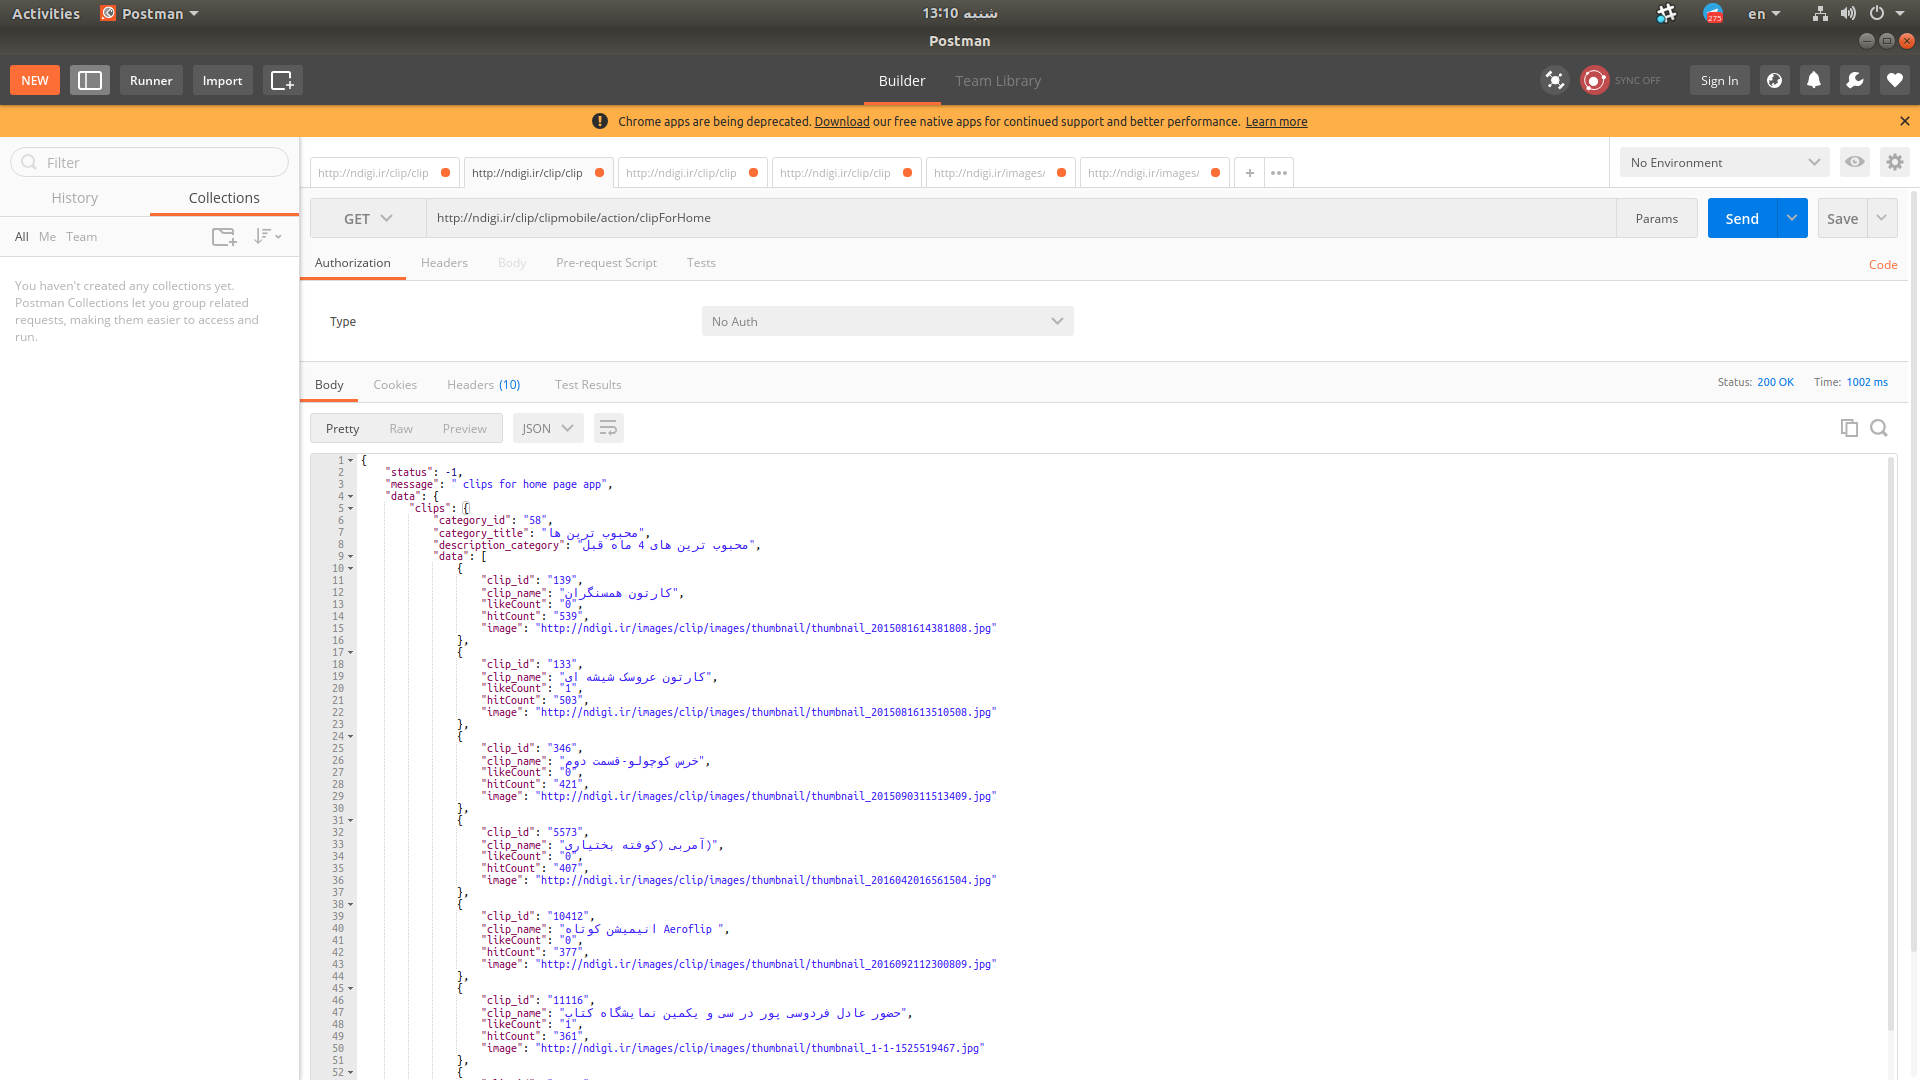 Activities Postman شنبه 13:10 275 en
Postman
NEW Runner Import Builder Team Library SYNC OFF Sign In
Chrome apps are being deprecated. Download our free native apps for continued support and better performance. Learn more
Filter
History Collections
All Me Team
You haven't created any collections yet.
Postman Collections let you group related
requests, making them easier to access and
run.
http://ndigi.ir/clip/clip http://ndigi.ir/clip/clip http://ndigi.ir/clip/clip http://ndigi.ir/clip/clip http://ndigi.ir/images/ http://ndigi.ir/images/ + ••• No Environment
GET http://ndigi.ir/clip/clipmobile/action/clipForHome Params Send Save
Authorization Headers Body Pre-request Script Tests Code
Type No Auth
Body Cookies Headers (10) Test Results Status: 200 OK Time: 1002 ms
Pretty Raw Preview JSON
1 {
2 "status": -1,
3 "message": " clips for home page app",
4 "data": {
5 "clips": {
6 "category_id": "58",
7 "category_title": "محبوب ترین ها",
8 "description_category": "محبوب ترین های 4 ماه قبل",
9 "data": [
10 {
11 "clip_id": "139",
12 "clip_name": "کارتون همسنگران",
13 "likeCount": "0",
14 "hitCount": "539",
15 "image": "http://ndigi.ir/images/clip/images/thumbnail/thumbnail_2015081614381808.jpg"
16 },
17 {
18 "clip_id": "133",
19 "clip_name": "کارتون عروسک شیشه ای",
20 "likeCount": "1",
21 "hitCount": "503",
22 "image": "http://ndigi.ir/images/clip/images/thumbnail/thumbnail_2015081613510508.jpg"
23 },
24 {
25 "clip_id": "346",
26 "clip_name": "خرس کوچولو-قسمت دوم",
27 "likeCount": "0",
28 "hitCount": "421",
29 "image": "http://ndigi.ir/images/clip/images/thumbnail/thumbnail_2015090311513409.jpg"
30 },
31 {
32 "clip_id": "5573",
33 "clip_name": "آمربی (کوفته بختیاری)",
34 "likeCount": "0",
35 "hitCount": "407",
36 "image": "http://ndigi.ir/images/clip/images/thumbnail/thumbnail_2016042016561504.jpg"
37 },
38 {
39 "clip_id": "10412",
40 "clip_name": "انیمیشن کوتاه Aeroflip ",
41 "likeCount": "0",
42 "hitCount": "377",
43 "image": "http://ndigi.ir/images/clip/images/thumbnail/thumbnail_2016092112300809.jpg"
44 },
45 {
46 "clip_id": "11116",
47 "clip_name": "حضور عادل فردوسی پور در سی و یکمین نمایشگاه کتاب",
48 "likeCount": "1",
49 "hitCount": "361",
50 "image": "http://ndigi.ir/images/clip/images/thumbnail/thumbnail_1-1-1525519467.jpg"
51 },
52 {